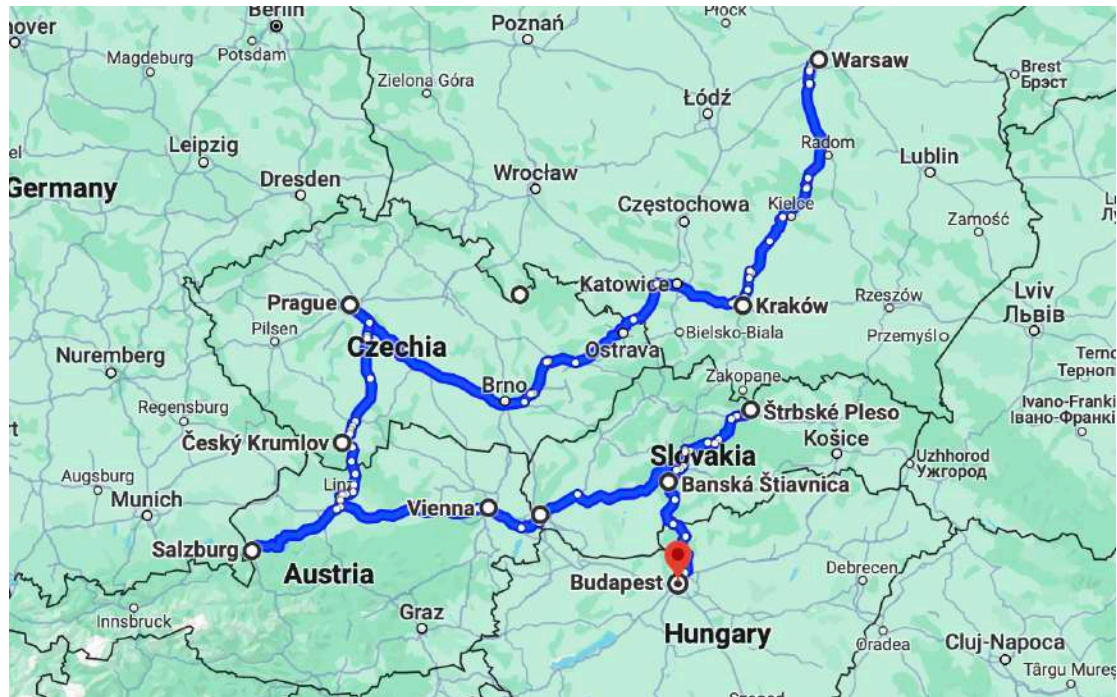 Berlin
Poznań
Płock
nover
Magdeburg
Potsdam
Warsaw
Brest
Брэст
Zielona Góra
Łódź
Radom
Leipzig
Wrocław
Lublin
Germany
Dresden
Częstochowa
Kielce
Zamość
Katowice
Prague
Kraków
Rzeszów
Lviv
Львів
Pilsen
Ostrava
Bielsko-Biala
Przemyśl
Czechia
Nuremberg
Brno
Zakopane
Regensburg
Štrbské Pleso
Český Krumlov
Košice
Ivano-Franki
Івано-Франкі
Slovakia
Uzhhorod
Ужгород
Augsburg
Linz
Banská Štiavnica
Munich
Vienna
Salzburg
Austria
Budapest
Debrecen
Innsbruck
Graz
Hungary
Oradea
Cluj-Napoca
Târgu Mureș